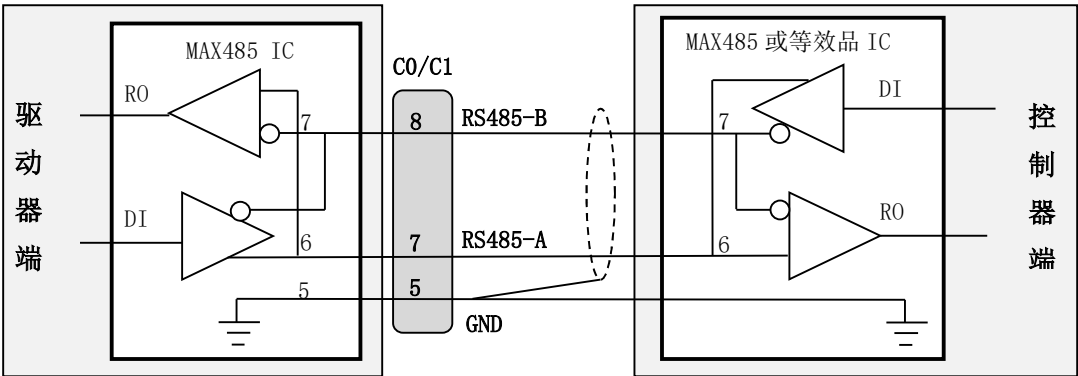 MAX485 IC
MAX485 或等效品 IC
C0/C1
RO
DI
驱动器端
控制器端
7
8
RS485-B
7
DI
6
7
RS485-A
6
RO
5
5
GND